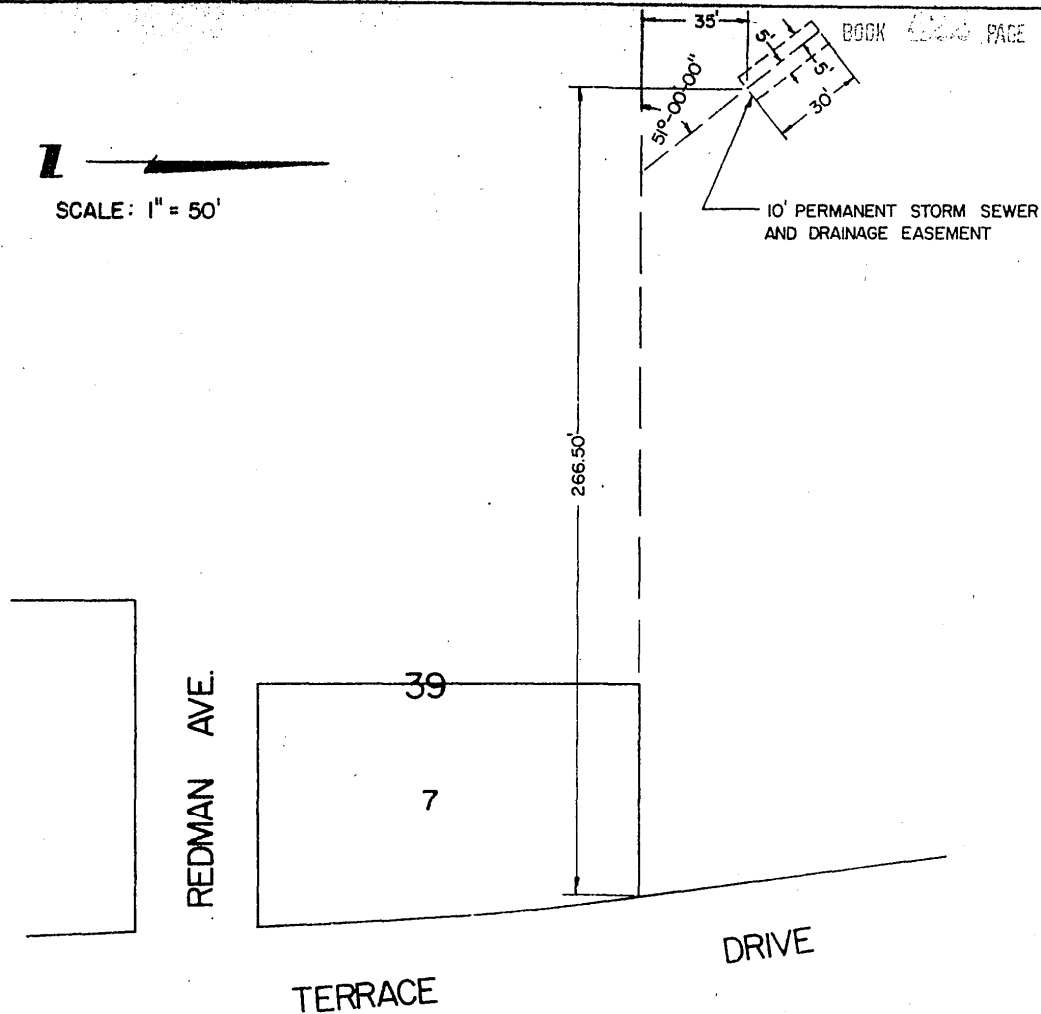 35'
BOOK PAGE
5'
5'
51°-00'-00"
30'
SCALE: 1" = 50'
10' PERMANENT STORM SEWER
AND DRAINAGE EASEMENT
266.50'
39
REDMAN AVE.
7
DRIVE
TERRACE